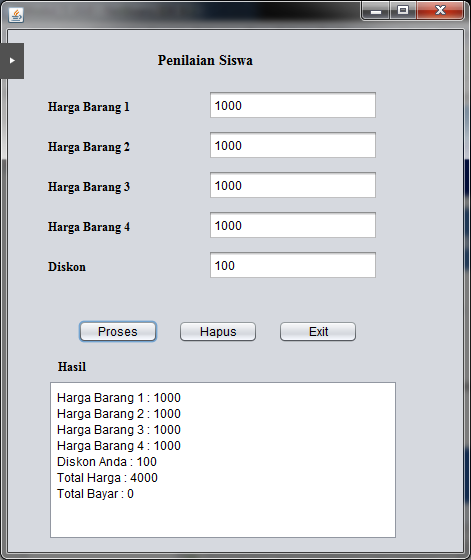 Penilaian Siswa
Harga Barang 1 1000
Harga Barang 2 1000
Harga Barang 3 1000
Harga Barang 4 1000
Diskon 100
Proses Hapus Exit
Hasil
Harga Barang 1 : 1000
Harga Barang 2 : 1000
Harga Barang 3 : 1000
Harga Barang 4 : 1000
Diskon Anda : 100
Total Harga : 4000
Total Bayar : 0